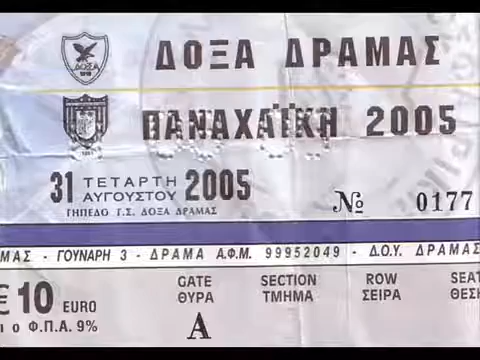 ΔΟΞΑ
ΔΟΞΑ ΔΡΑΜΑΣ
ΠΑΝΑΧΑΪΚΗ 2005
31 ΤΕΤΑΡΤΗ ΑΥΓΟΥΣΤΟΥ 2005
ΓΗΠΕΔΟ Γ.Σ. ΔΟΞΑ ΔΡΑΜΑΣ
№ 0177
ΜΑΣ - ΓΟΥΝΑΡΗ 3 - ΔΡΑΜΑ Α.Φ.Μ. 99952049 - Δ.Ο.Υ. ΔΡΑΜΑΣ
€ 10 EURO
ι ο Φ.Π.Α. 9%
GATE SECTION ROW SEAT
ΘΥΡΑ ΤΜΗΜΑ ΣΕΙΡΑ ΘΕΣΗ
A